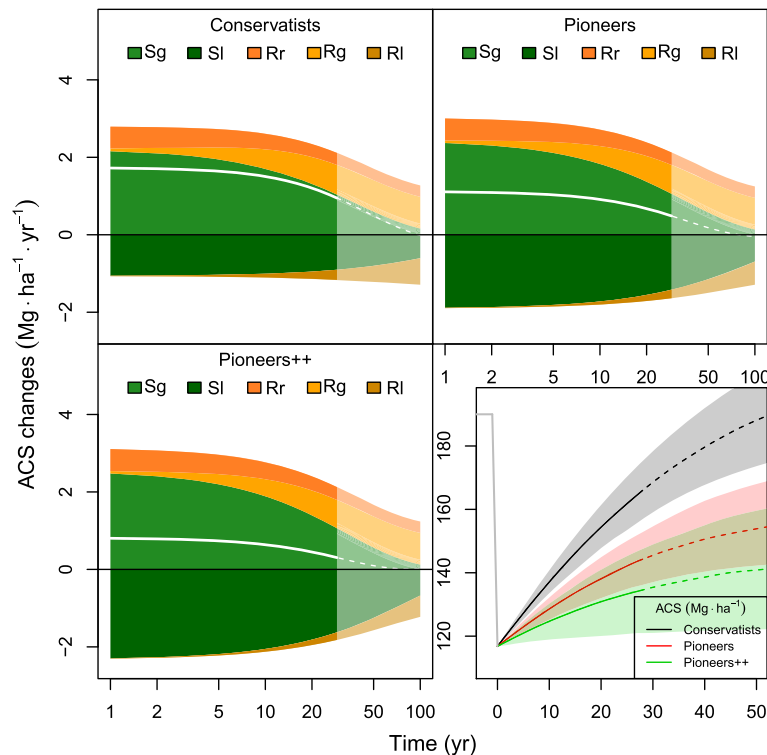 Conservatists
Sg Sl Rr Rg Rl
Pioneers
Sg Sl Rr Rg Rl
4
2
0
−2
Pioneers++
Sg Sl Rr Rg Rl
4
2
0
−2
ACS changes (Mg·ha⁻¹·yr⁻¹)
1 2 5 10 20 50 100
180
160
140
120
ACS (Mg·ha⁻¹)
Conservatists
Pioneers
Pioneers++
1 2 5 10 20 50 100
0 10 20 30 40 50
Time (yr)